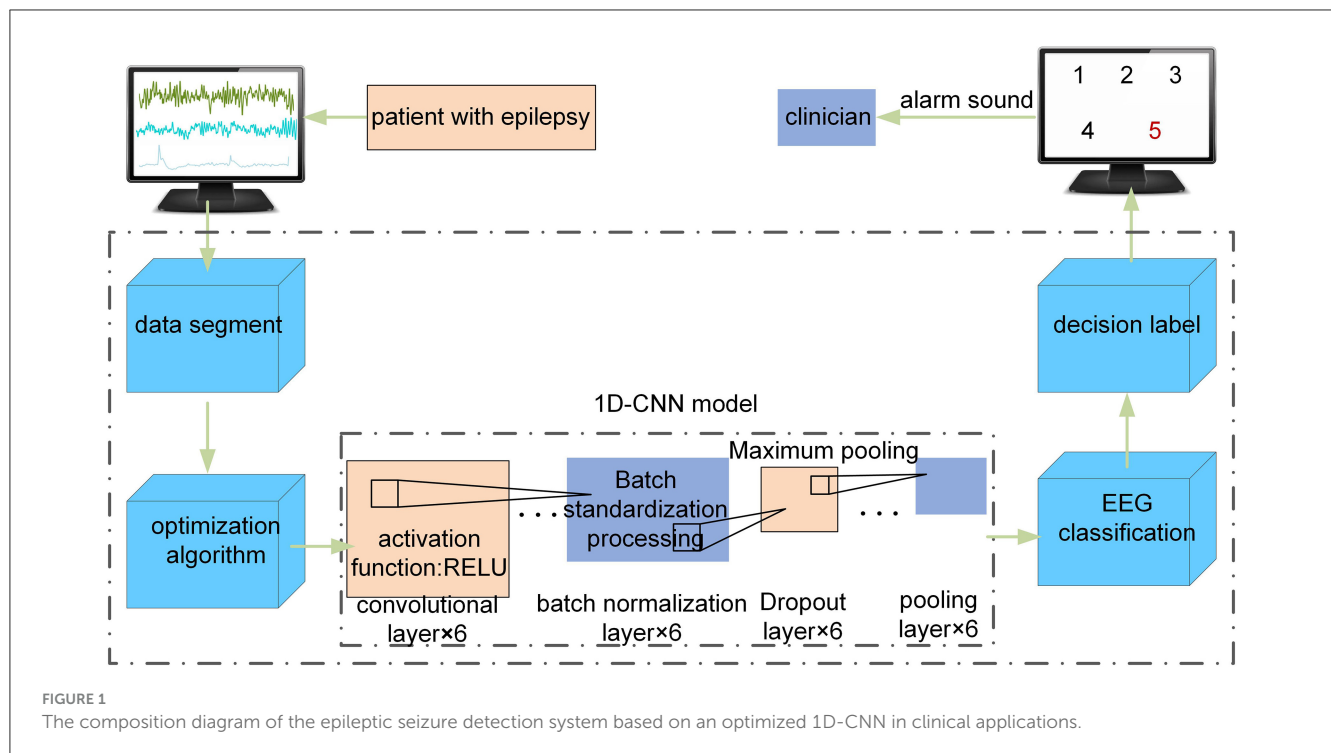 patient with epilepsy
clinician
alarm sound
1 2 3
4 5
data segment
decision label
1D-CNN model
Maximum pooling
optimization
algorithm
activation
function:RELU
...
Batch
standardization
processing
...
EEG
classification
convolutional
layer×6
batch normalization
layer×6
Dropout
layer×6
pooling
layer×6
FIGURE 1
The composition diagram of the epileptic seizure detection system based on an optimized 1D-CNN in clinical applications.